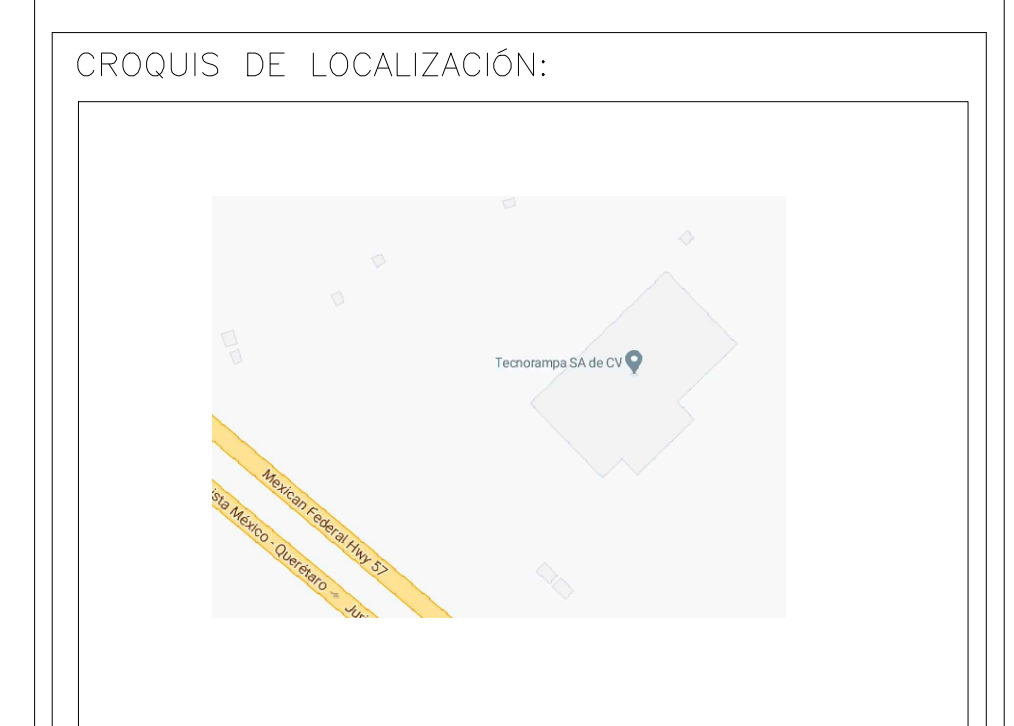 CROQUIS DE LOCALIZACIÓN:
Tecnorampa SA de CV
Mexican Federal Hwy 57
ista México - Querétaro